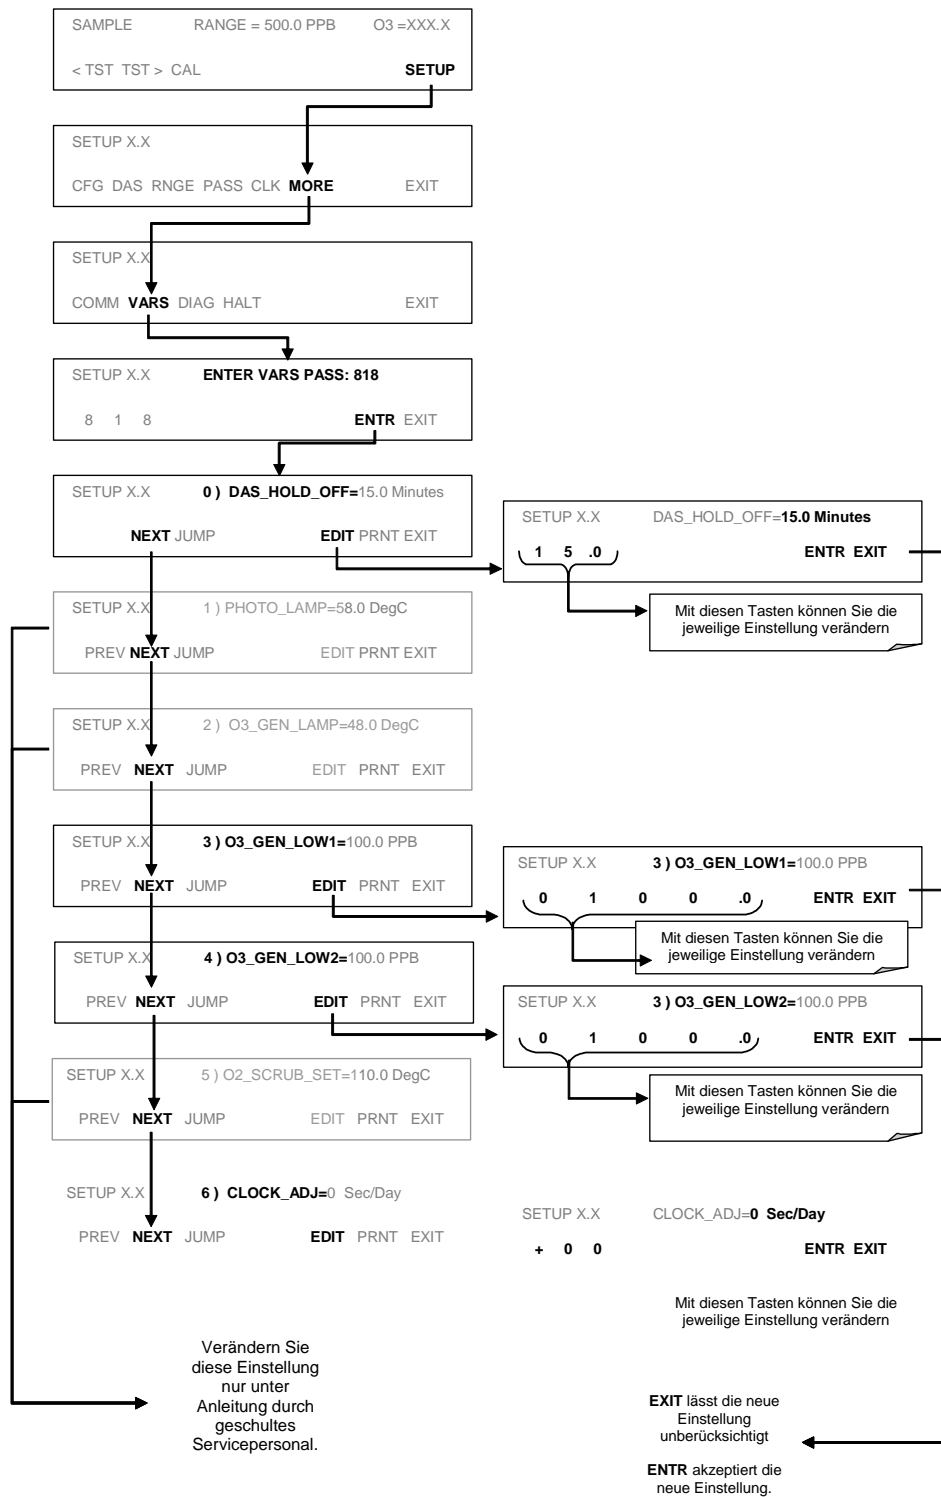 SAMPLE RANGE = 500.0 PPB O3 =XXX.X
< TST TST > CAL SETUP
SETUP X.X
CFG DAS RNGE PASS CLK MORE EXIT
SETUP X.X
COMM VARS DIAG HALT EXIT
SETUP X.X ENTER VARS PASS: 818
8 1 8 ENTR EXIT
SETUP X.X 0 ) DAS_HOLD_OFF=15.0 Minutes
NEXT JUMP EDIT PRNT EXIT
SETUP X.X DAS_HOLD_OFF=15.0 Minutes
1 5 .0 ENTR EXIT
Mit diesen Tasten können Sie die
jeweilige Einstellung verändern
SETUP X.X 1 ) PHOTO_LAMP=58.0 DegC
PREV NEXT JUMP EDIT PRNT EXIT
SETUP X.X 2 ) O3_GEN_LAMP=48.0 DegC
PREV NEXT JUMP EDIT PRNT EXIT
SETUP X.X 3 ) O3_GEN_LOW1=100.0 PPB
PREV NEXT JUMP EDIT PRNT EXIT
SETUP X.X 3 ) O3_GEN_LOW1=100.0 PPB
0 1 0 0 .0 ENTR EXIT
Mit diesen Tasten können Sie die
jeweilige Einstellung verändern
SETUP X.X 4 ) O3_GEN_LOW2=100.0 PPB
PREV NEXT JUMP EDIT PRNT EXIT
SETUP X.X 3 ) O3_GEN_LOW2=100.0 PPB
0 1 0 0 .0 ENTR EXIT
Mit diesen Tasten können Sie die
jeweilige Einstellung verändern
SETUP X.X 5 ) O2_SCRUB_SET=110.0 DegC
PREV NEXT JUMP EDIT PRNT EXIT
SETUP X.X 6 ) CLOCK_ADJ=0 Sec/Day
PREV NEXT JUMP EDIT PRNT EXIT
SETUP X.X CLOCK_ADJ=0 Sec/Day
+ 0 0 ENTR EXIT
Mit diesen Tasten können Sie die
jeweilige Einstellung verändern
Verändern Sie
diese Einstellung
nur unter
Anleitung durch
geschultes
Servicepersonal.
EXIT lässt die neue
Einstellung
unberücksichtigt
ENTR akzeptiert die
neue Einstellung.